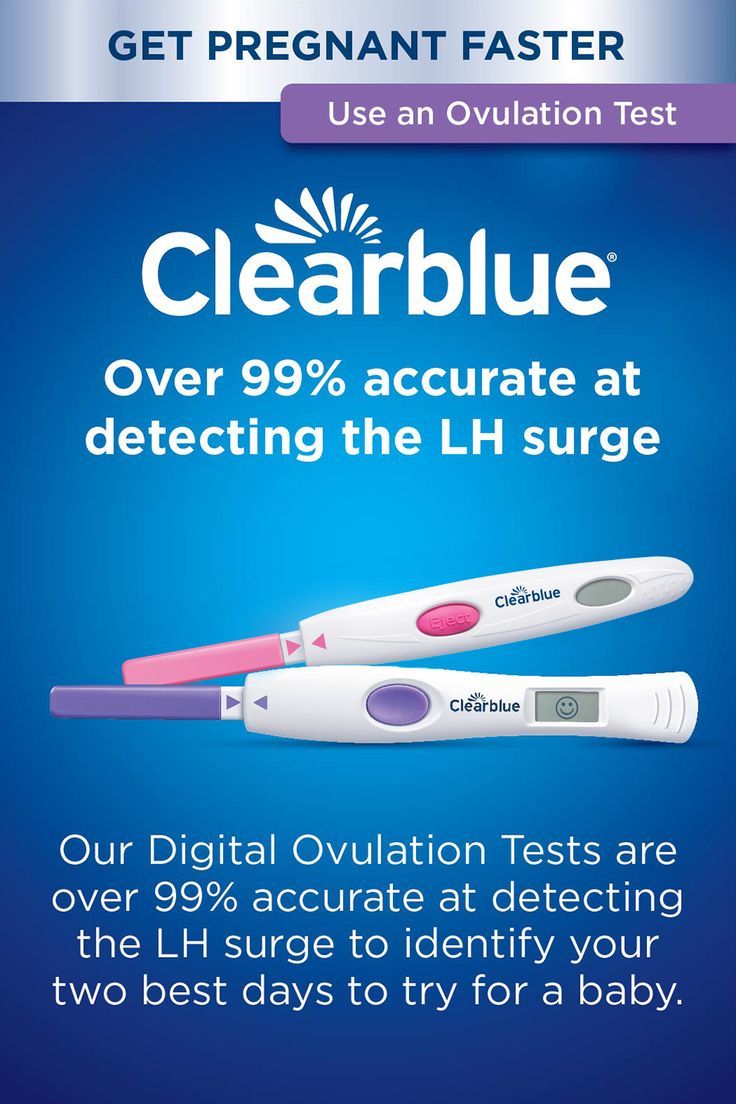 GET PREGNANT FASTER
Use an Ovulation Test
Clearblue®
Over 99% accurate at
detecting the LH surge
Eject
Clearblue
Clearblue
Our Digital Ovulation Tests are
over 99% accurate at detecting
the LH surge to identify your
two best days to try for a baby.